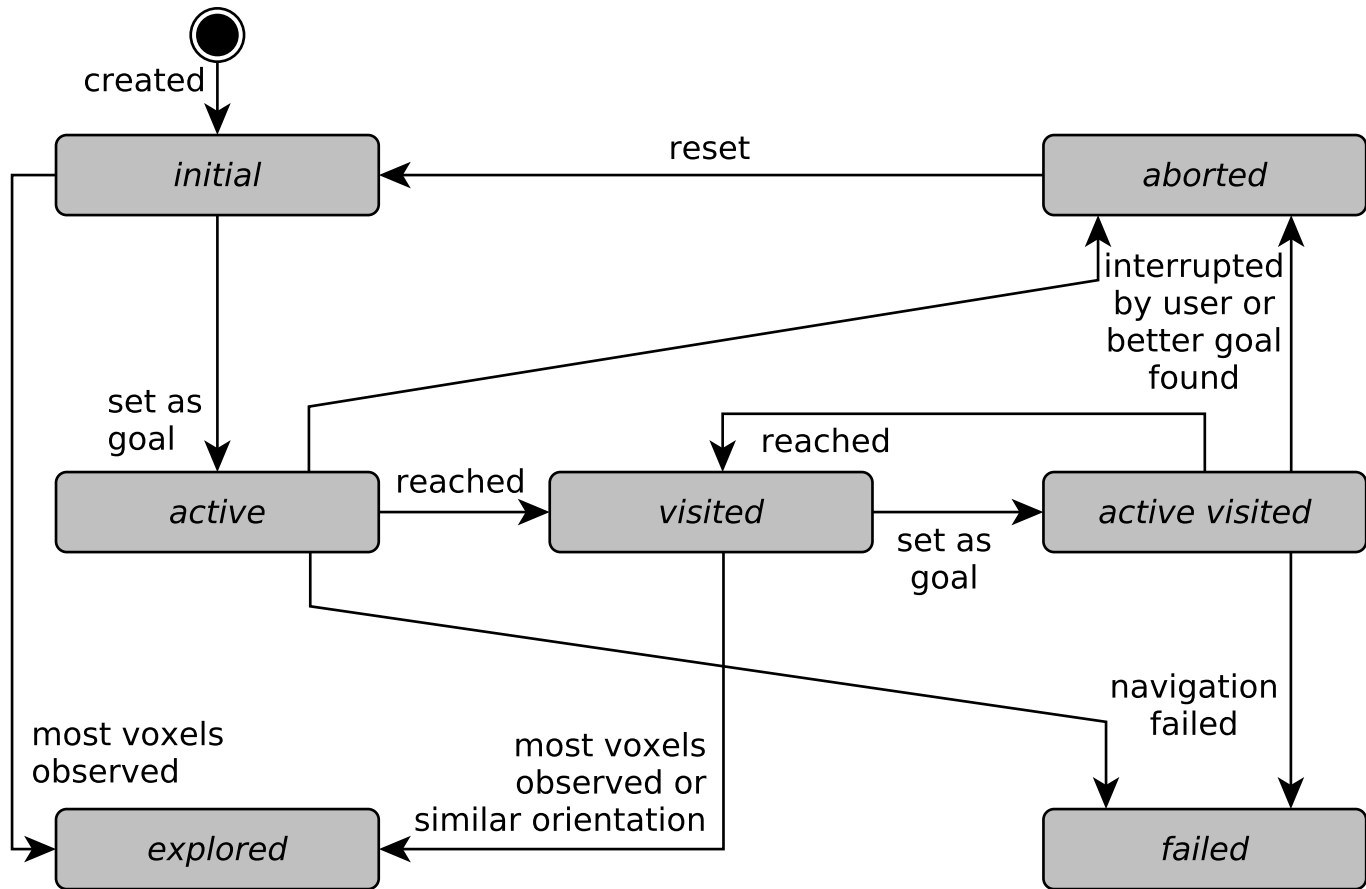 created
initial
reset
aborted
interrupted
by user or
better goal
found
set as
goal
reached
active
reached
visited
set as
goal
active visited
navigation
failed
most voxels
observed
most voxels
observed or
similar orientation
explored
failed